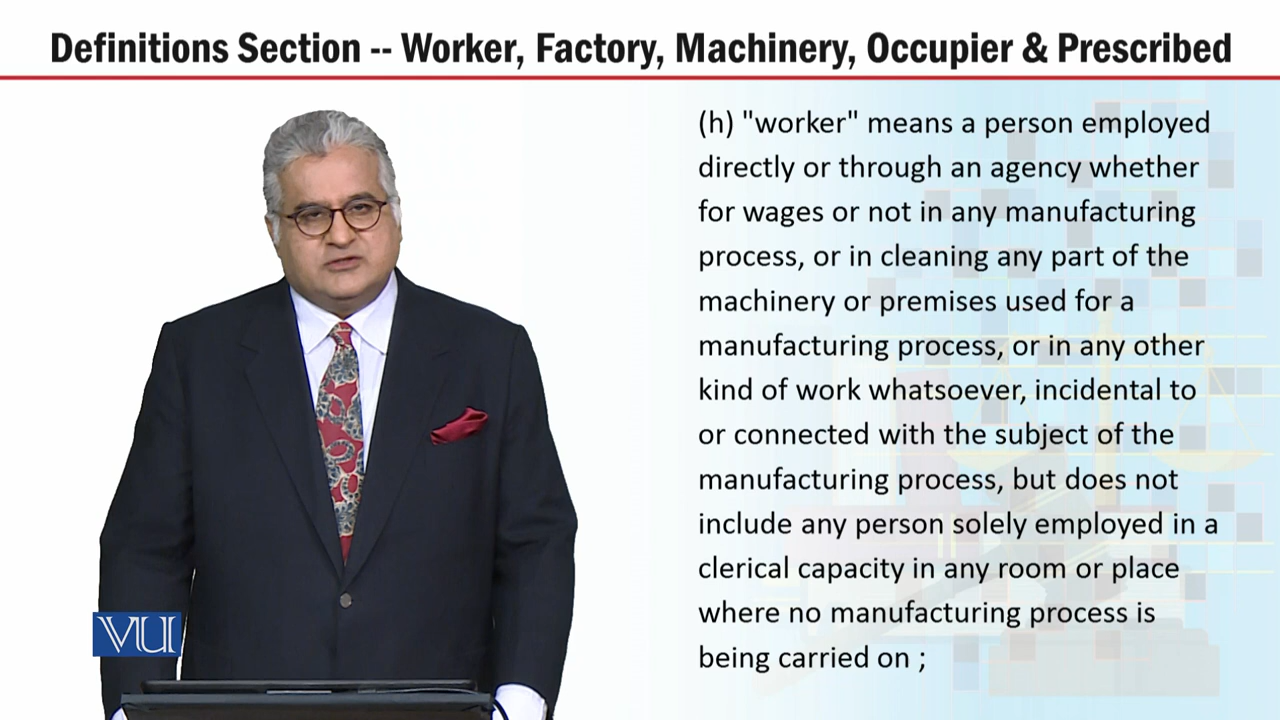 Definitions Section -- Worker, Factory, Machinery, Occupier & Prescribed
(h) "worker" means a person employed
directly or through an agency whether
for wages or not in any manufacturing
process, or in cleaning any part of the
machinery or premises used for a
manufacturing process, or in any other
kind of work whatsoever, incidental to
or connected with the subject of the
manufacturing process, but does not
include any person solely employed in a
clerical capacity in any room or place
where no manufacturing process is
being carried on ;
VU